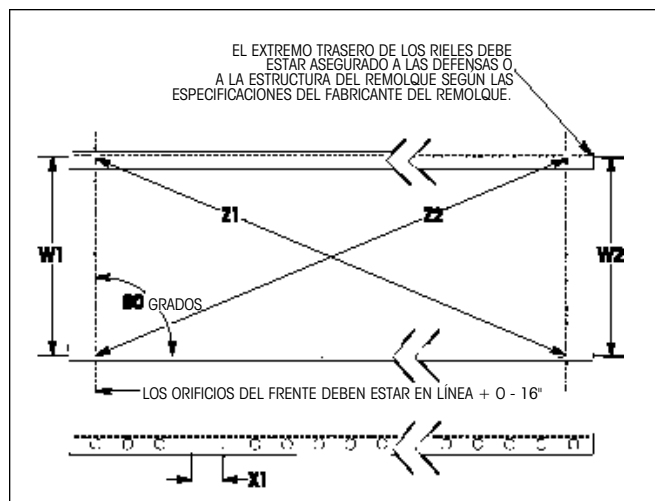 EL EXTREMO TRASERO DE LOS RIELES DEBE
ESTAR ASEGURADO A LAS DEFENSAS O
A LA ESTRUCTURA DEL REMOLQUE SEGÚN LAS
ESPECIFICACIONES DEL FABRICANTE DEL REMOLQUE.
Z1 Z2
W1 W2
90 GRADOS
LOS ORIFICIOS DEL FRENTE DEBEN ESTAR EN LÍNEA + 0 - 16"
X1